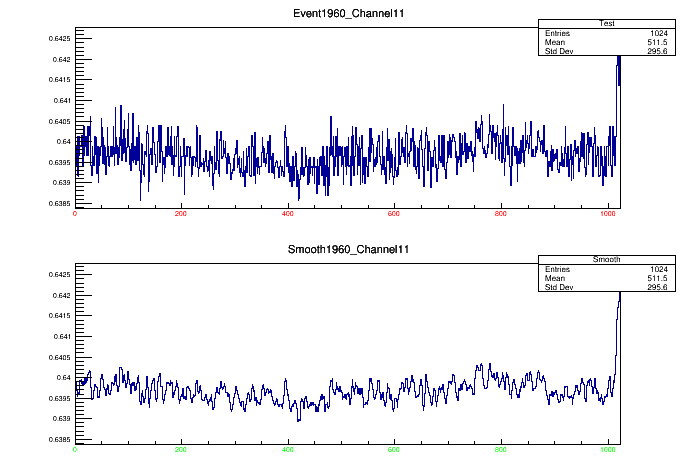 Event1960_Channel11
Test
Entries 1024
Mean 511.5
Std Dev 295.6
0.6425
0.642
0.6415
0.641
0.6405
0.64
0.6395
0.639
0.6385
0 200 400 600 800 1000
Smooth1960_Channel11
Smooth
Entries 1024
Mean 511.5
Std Dev 295.6
0.6425
0.642
0.6415
0.641
0.6405
0.64
0.6395
0.639
0.6385
0 200 400 600 800 1000